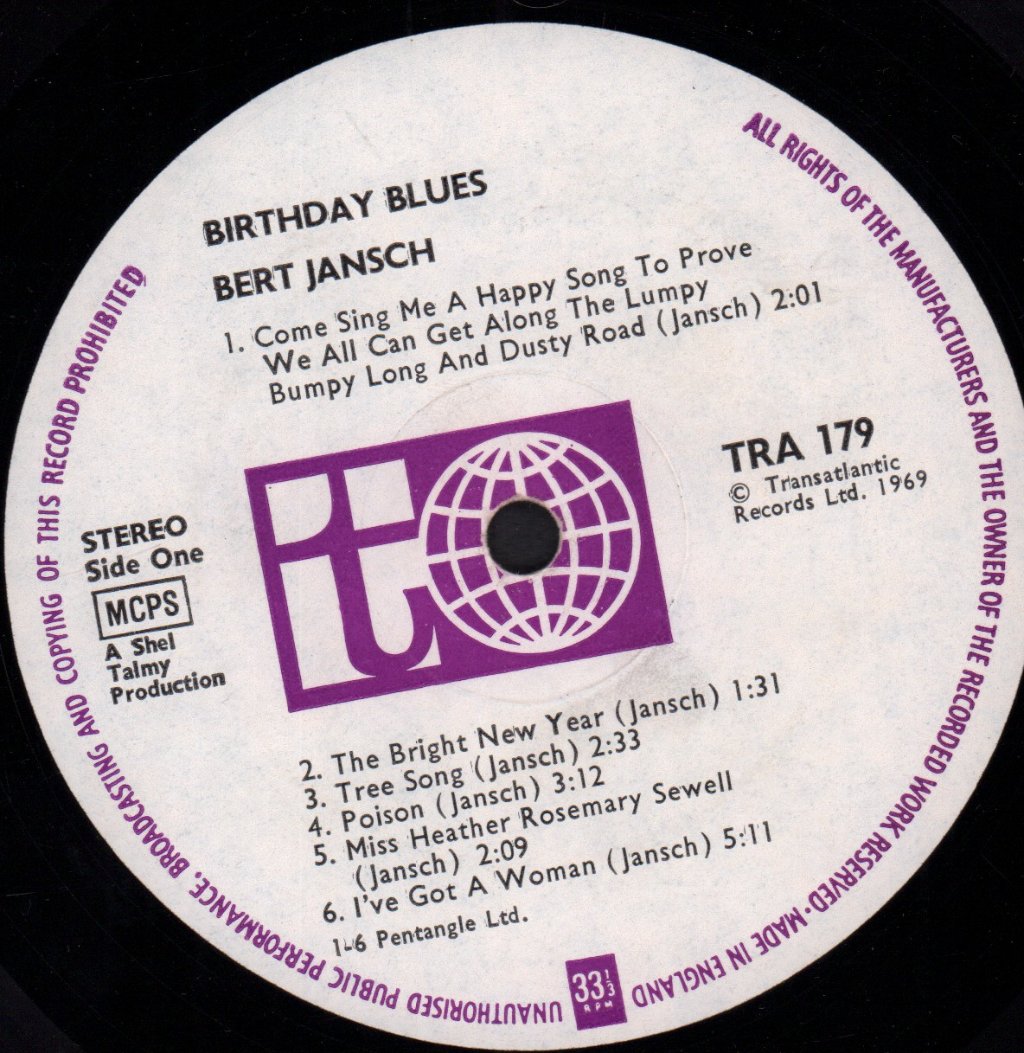 BIRTHDAY BLUES
BERT JANSCH
1. Come Sing Me A Happy Song To Prove
We All Can Get Along The Lumpy
Bumpy Long And Dusty Road (Jansch) 2:01
TRA 179
© Transatlantic
Records Ltd. 1969
STEREO
Side One
MCPS
A Shel
Talmy
Production
it
2. The Bright New Year (Jansch) 1:31
3. Tree Song (Jansch) 2:33
4. Poison (Jansch) 3:12
5. Miss Heather Rosemary Sewell
(Jansch) 2:09
6. I've Got A Woman (Jansch) 5:11
1-6 Pentangle Ltd.
33 1/3
RPM
ALL RIGHTS OF THE MANUFACTURERS AND THE OWNER OF THE RECORDED WORK RESERVED · MADE IN ENGLAND
UNAUTHORISED PUBLIC PERFORMANCE, BROADCASTING AND COPYING OF THIS RECORD PROHIBITED